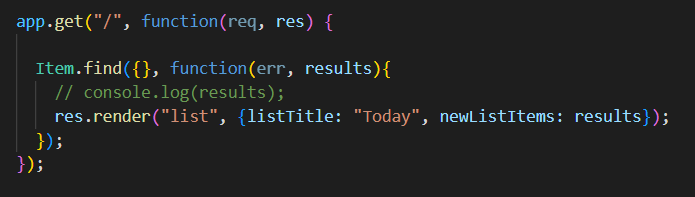 app.get("/", function(req, res) {
Item.find({}, function(err, results){
// console.log(results);
res.render("list", {listTitle: "Today", newListItems: results});
});
});